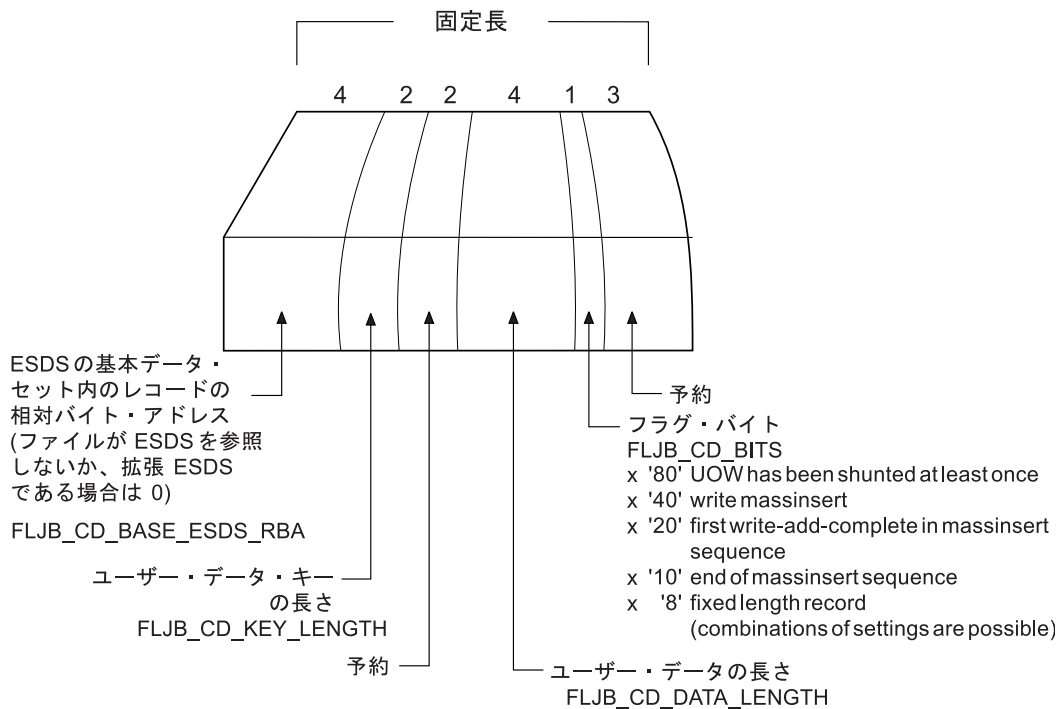 固定長
4 2 2 4 1 3
ESDSの基本データ・
セット内のレコードの
相対バイト・アドレス
(ファイルが ESDS を参照
しないか、拡張 ESDS
である場合は 0)
FLJB_CD_BASE_ESDS_RBA
ユーザー・データ・キー
の長さ
FLJB_CD_KEY_LENGTH
予約
ユーザー・データの長さ
FLJB_CD_DATA_LENGTH
予約
フラグ・バイト
FLJB_CD_BITS
x '80' UOW has been shunted at least once
x '40' write massinsert
x '20' first write-add-complete in massinsert
sequence
x '10' end of massinsert sequence
x '8' fixed length record
(combinations of settings are possible)